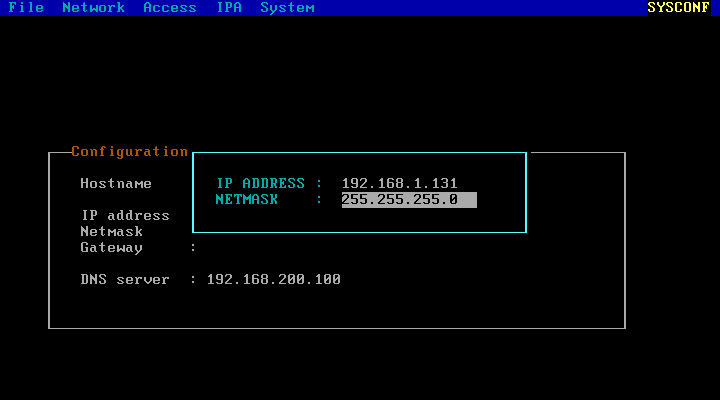 File Network Access IPA System SYSCONF
Configuration
Hostname IP ADDRESS : 192.168.1.131
NETMASK : 255.255.255.0
IP address
Netmask
Gateway :
DNS server : 192.168.200.100